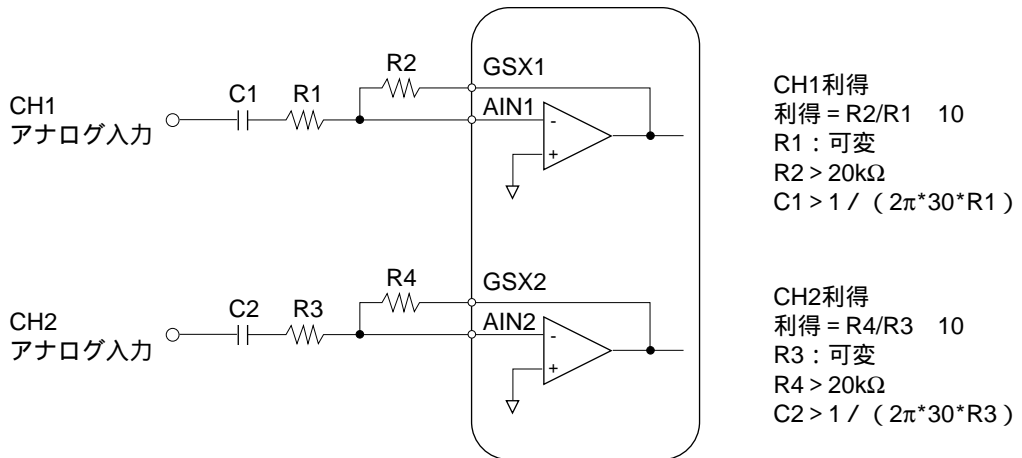 R2
GSX1
C1
R1
AIN1
CH1
アナログ入力
-
+
CH1利得
利得 = R2/R1 10
R1：可変
R2 > 20kΩ
C1 > 1 / （2π*30*R1）
R4
GSX2
C2
R3
AIN2
CH2
アナログ入力
-
+
CH2利得
利得 = R4/R3 10
R3：可変
R4 > 20kΩ
C2 > 1 / （2π*30*R3）